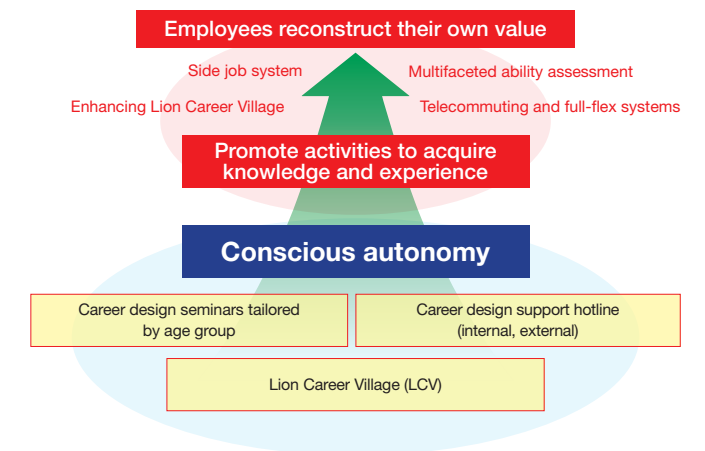 Employees reconstruct their own value
Side job system
Multifaceted ability assessment
Enhancing Lion Career Village
Telecommuting and full-flex systems
Promote activities to acquire
knowledge and experience
Conscious autonomy
Career design seminars tailored
by age group
Career design support hotline
(internal, external)
Lion Career Village (LCV)